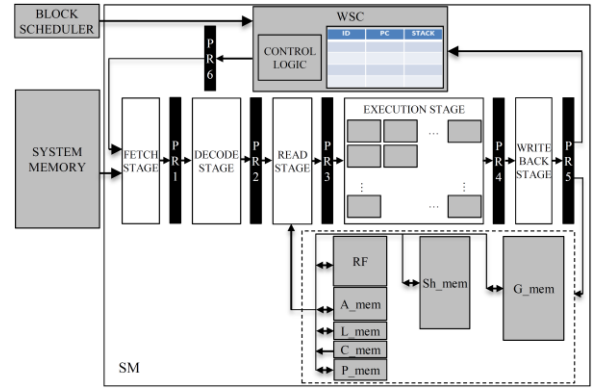 BLOCK
SCHEDULER
WSC
ID PC STACK
CONTROL
LOGIC
PR6
SYSTEM
MEMORY
FETCH
STAGE
PR1
DECODE
STAGE
PR2
READ
STAGE
PR3
EXECUTION STAGE
...
...
...
PR4
WRITE
BACK
STAGE
PR5
RF
A_mem
L_mem
C_mem
P_mem
Sh_mem
G_mem
SM